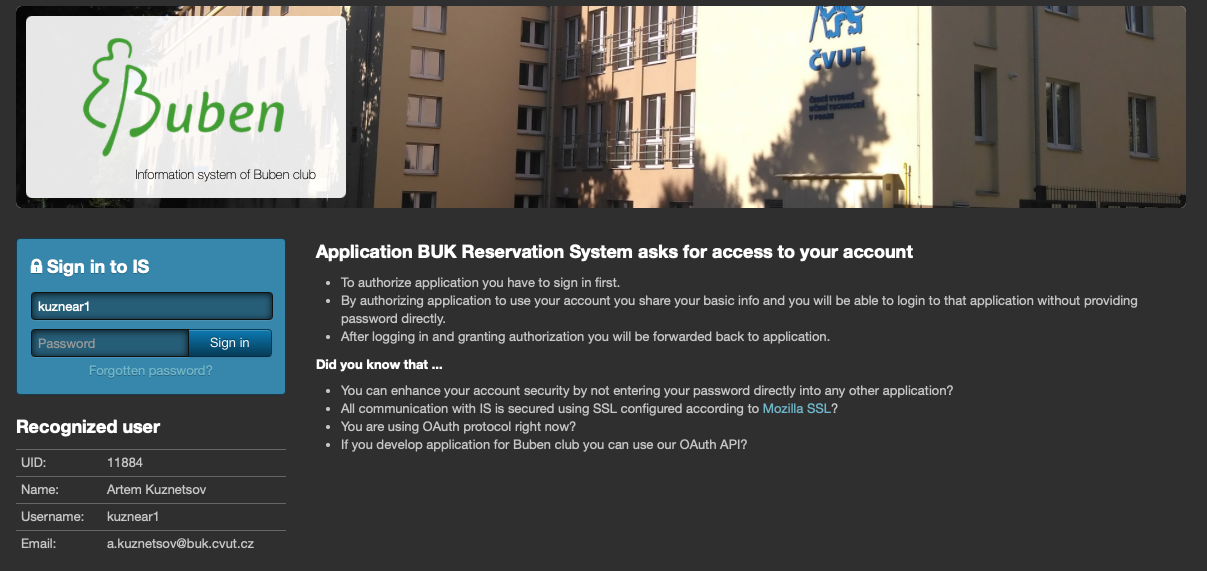 Buben
Information system of Buben club
ČVUT
ČESKÉ VYSOKÉ
UČENÍ TECHNICKÉ
V PRAZE
Sign in to IS
kuznear1
Password
Sign in
Forgotten password?
Recognized user
UID: 11884
Name: Artem Kuznetsov
Username: kuznear1
Email: a.kuznetsov@buk.cvut.cz
Application BUK Reservation System asks for access to your account
To authorize application you have to sign in first.
By authorizing application to use your account you share your basic info and you will be able to login to that application without providing
password directly.
After logging in and granting authorization you will be forwarded back to application.
Did you know that ...
You can enhance your account security by not entering your password directly into any other application?
All communication with IS is secured using SSL configured according to Mozilla SSL?
You are using OAuth protocol right now?
If you develop application for Buben club you can use our OAuth API?